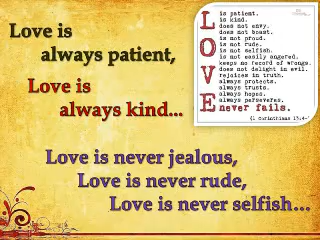 Love is
always patient,
Love is
always kind...
Love is never jealous,
Love is never rude,
Love is never selfish...
LOVE
is patient.
is kind.
does not envy.
does not boast.
is not proud.
is not rude.
is not selfish.
is not easily angered.
keeps no record of wrongs.
does not delight in evil.
rejoices in truth.
always protects.
always trusts.
always hopes.
always perseveres.
never fails.
(1 Corinthians 13:4-